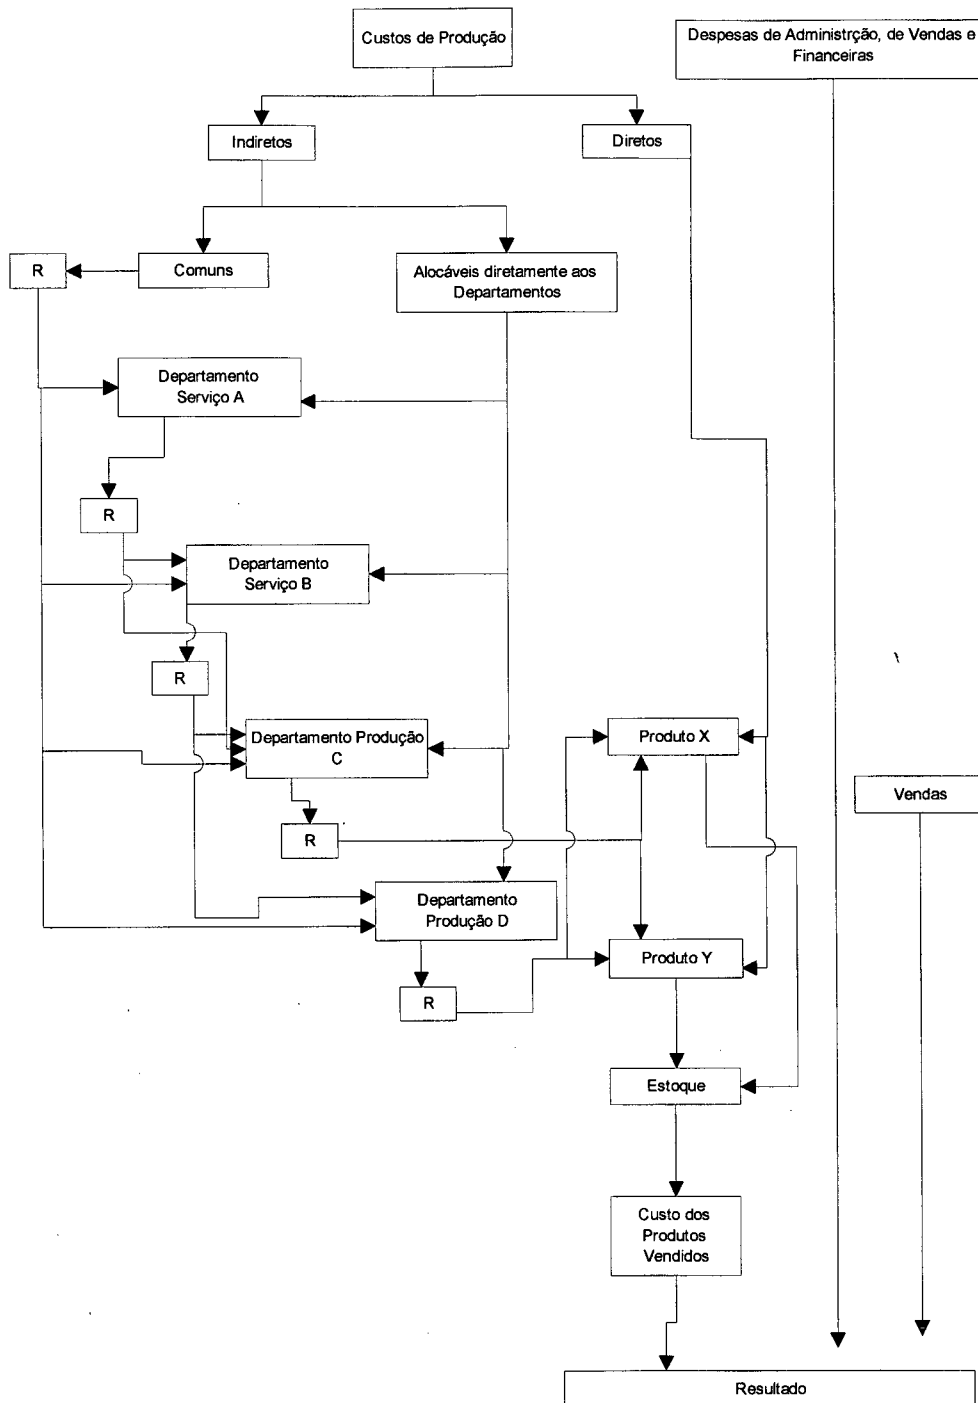 Custos de Produção
Despesas de Administrção, de Vendas e
Financeiras
Indiretos
Diretos
R
Comuns
Alocáveis diretamente aos
Departamentos
Departamento
Serviço A
R
Departamento
Serviço B
R
Departamento Produção
C
Produto X
Vendas
R
Departamento
Produção D
Produto Y
R
Estoque
Custo dos
Produtos
Vendidos
Resultado